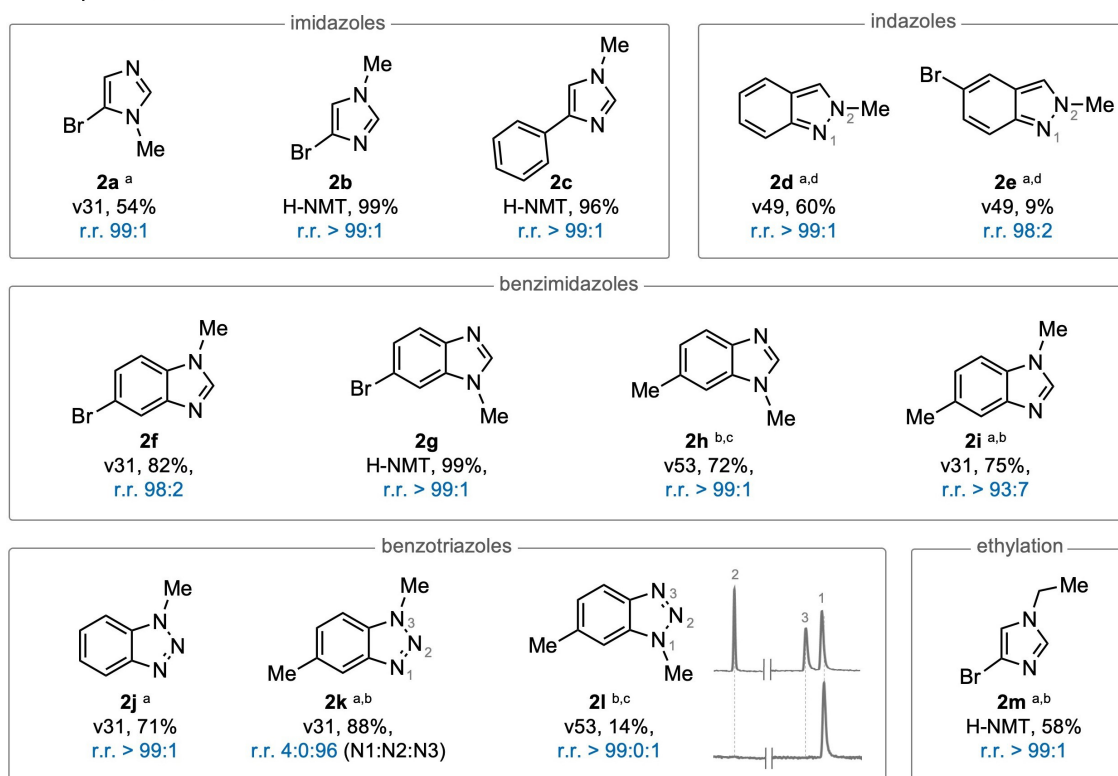 imidazoles
N
N
Br
Me
2a a
v31, 54%
r.r. 99:1
Me
N
N
Br
2b
H-NMT, 99%
r.r. > 99:1
Me
N
N
2c
H-NMT, 96%
r.r. > 99:1
indazoles
N
2
Me
N
1
2d a,d
v49, 60%
r.r. > 99:1
Br
N
2
Me
N
1
2e a,d
v49, 9%
r.r. 98:2
benzimidazoles
Me
N
N
Br
2f
v31, 82%,
r.r. 98:2
N
N
Br
Me
2g
H-NMT, 99%,
r.r. > 99:1
N
N
Me
Me
2h b,c
v53, 72%,
r.r. > 99:1
Me
N
N
Me
2i a,b
v31, 75%,
r.r. > 93:7
benzotriazoles
Me
N
N
N
2j a
v31, 71%
r.r. > 99:1
Me
N
3
N
2
N
1
Me
2k a,b
v31, 88%,
r.r. 4:0:96 (N1:N2:N3)
N
3
N
2
N
1
Me
Me
2l b,c
v53, 14%,
r.r. > 99:0:1
2
3
1
ethylation
Me
N
N
Br
2m a,b
H-NMT, 58%
r.r. > 99:1